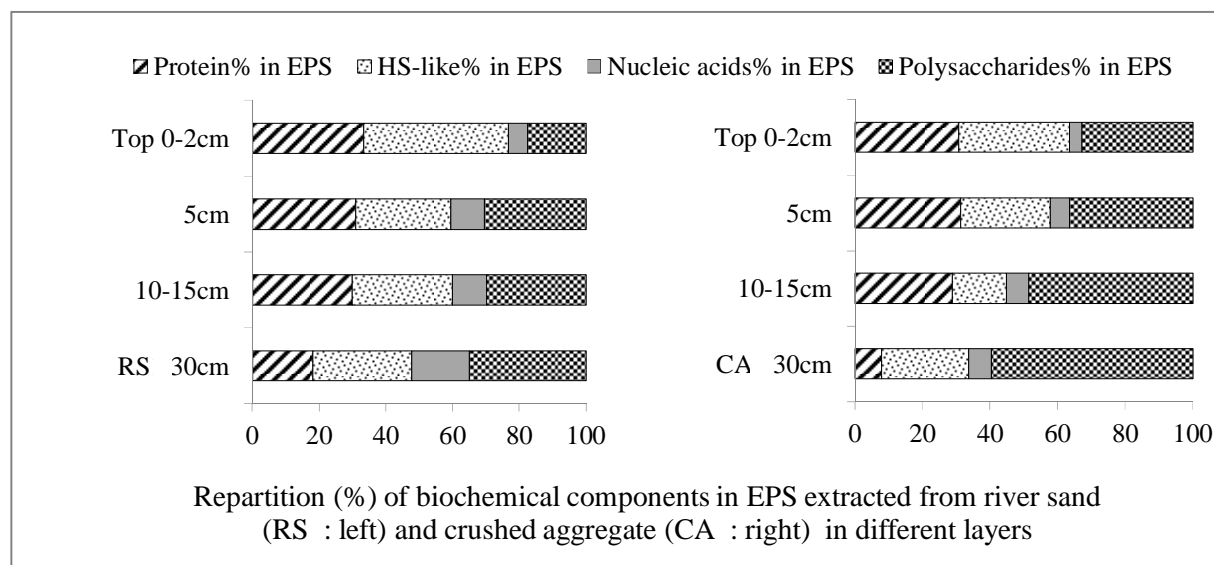 Protein% in EPS HS-like% in EPS Nucleic acids% in EPS Polysaccharides% in EPS
Top 0-2cm
5cm
10-15cm
RS 30cm
0 20 40 60 80 100
Top 0-2cm
5cm
10-15cm
CA 30cm
0 20 40 60 80 100
Repartition (%) of biochemical components in EPS extracted from river sand
(RS : left) and crushed aggregate (CA : right) in different layers